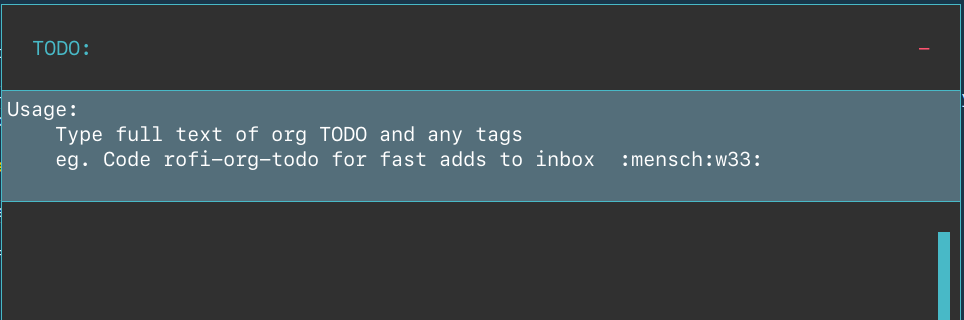 TODO:
Usage:
Type full text of org TODO and any tags
eg. Code rofi-org-todo for fast adds to inbox  :mensch:w33: